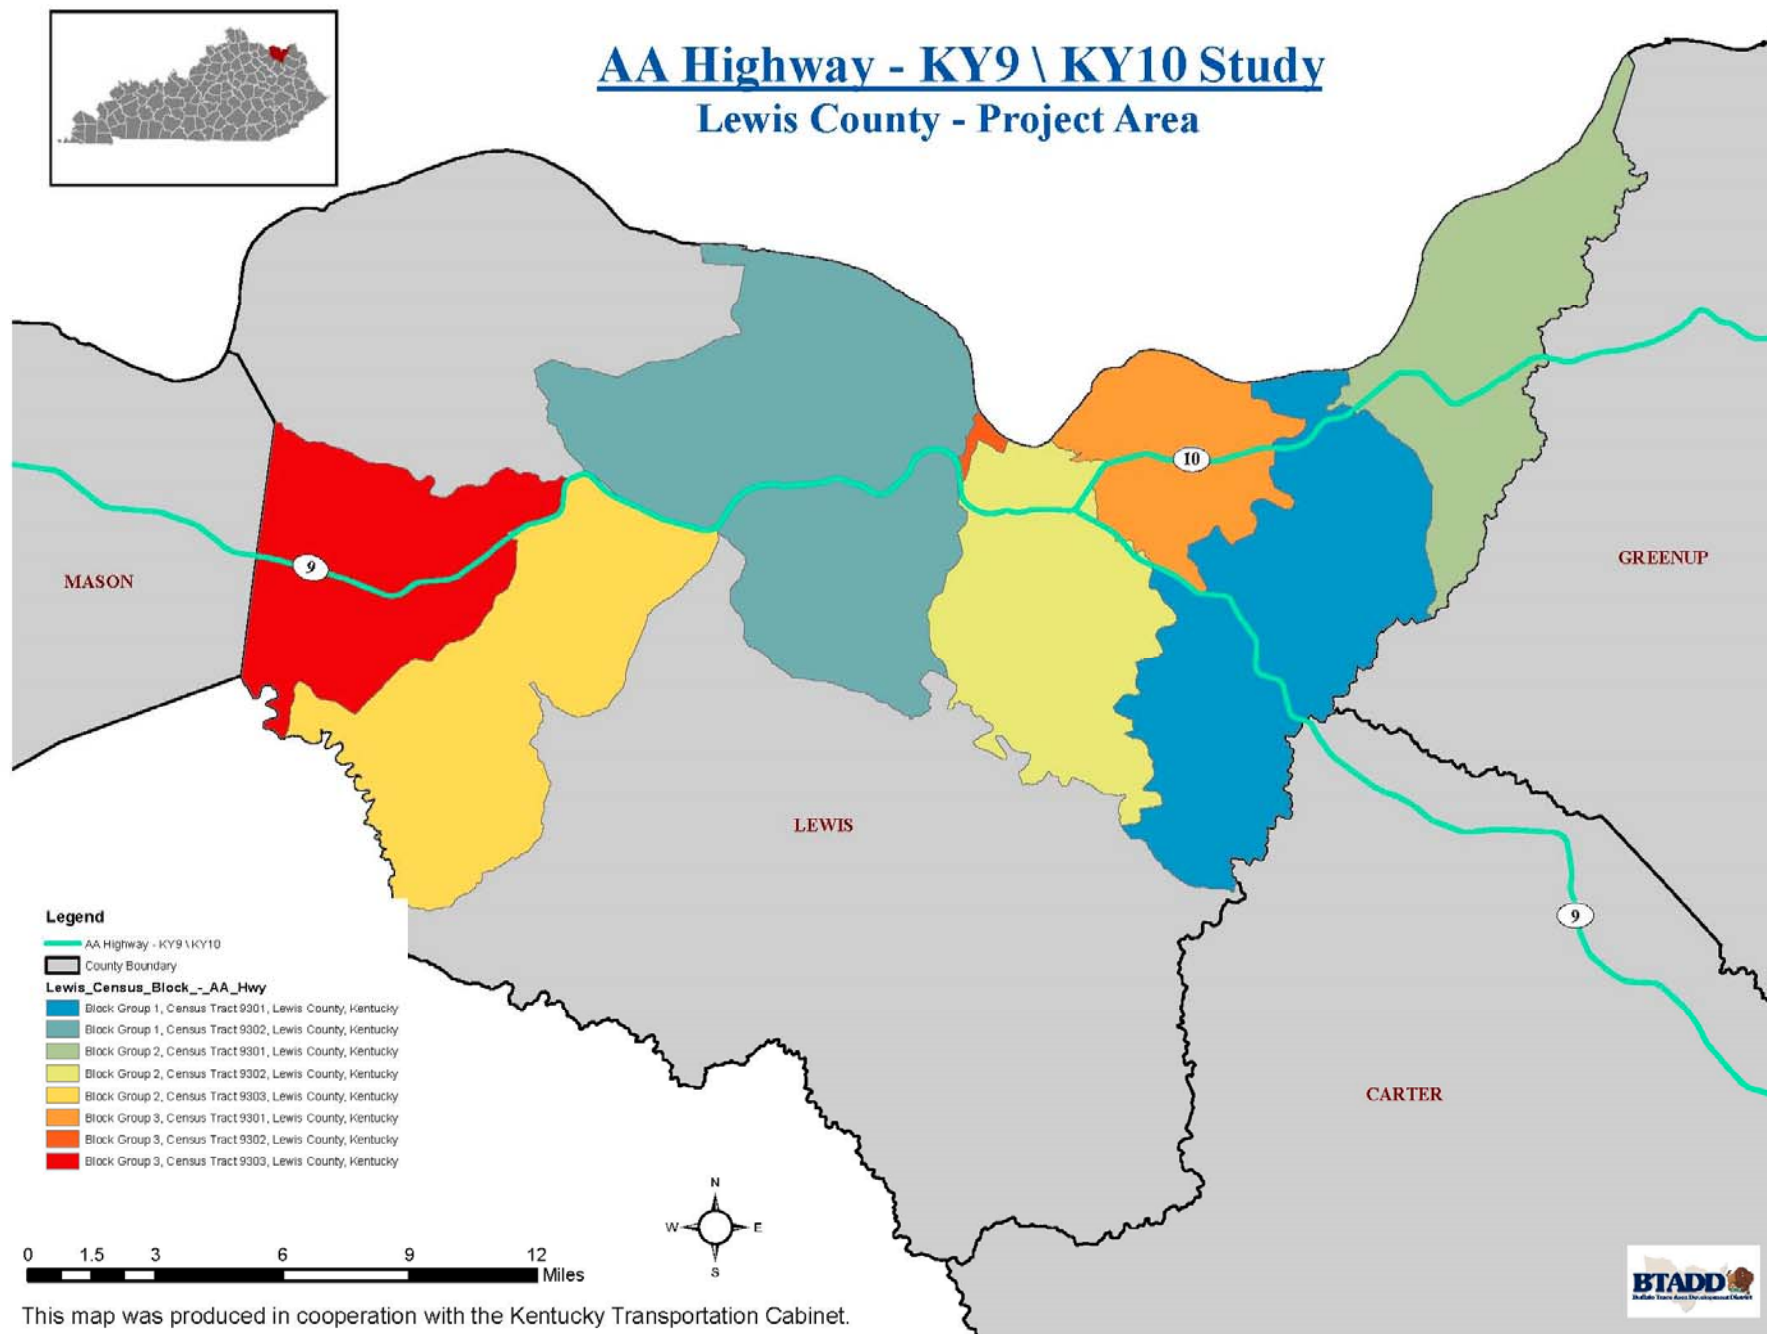 AA Highway - KY9 \ KY10 Study
Lewis County - Project Area
10
9
MASON
GREENUP
LEWIS
9
CARTER
Legend
AA Highway - KY9 \ KY10
County Boundary
Lewis_Census_Block_-_AA_Hwy
Block Group 1, Census Tract 9301, Lewis County, Kentucky
Block Group 1, Census Tract 9302, Lewis County, Kentucky
Block Group 2, Census Tract 9301, Lewis County, Kentucky
Block Group 2, Census Tract 9302, Lewis County, Kentucky
Block Group 2, Census Tract 9303, Lewis County, Kentucky
Block Group 3, Census Tract 9301, Lewis County, Kentucky
Block Group 3, Census Tract 9302, Lewis County, Kentucky
Block Group 3, Census Tract 9303, Lewis County, Kentucky
N
W E
S
0 1.5 3 6 9 12
Miles
BTADD
Buffalo Trace Area Development District
This map was produced in cooperation with the Kentucky Transportation Cabinet.